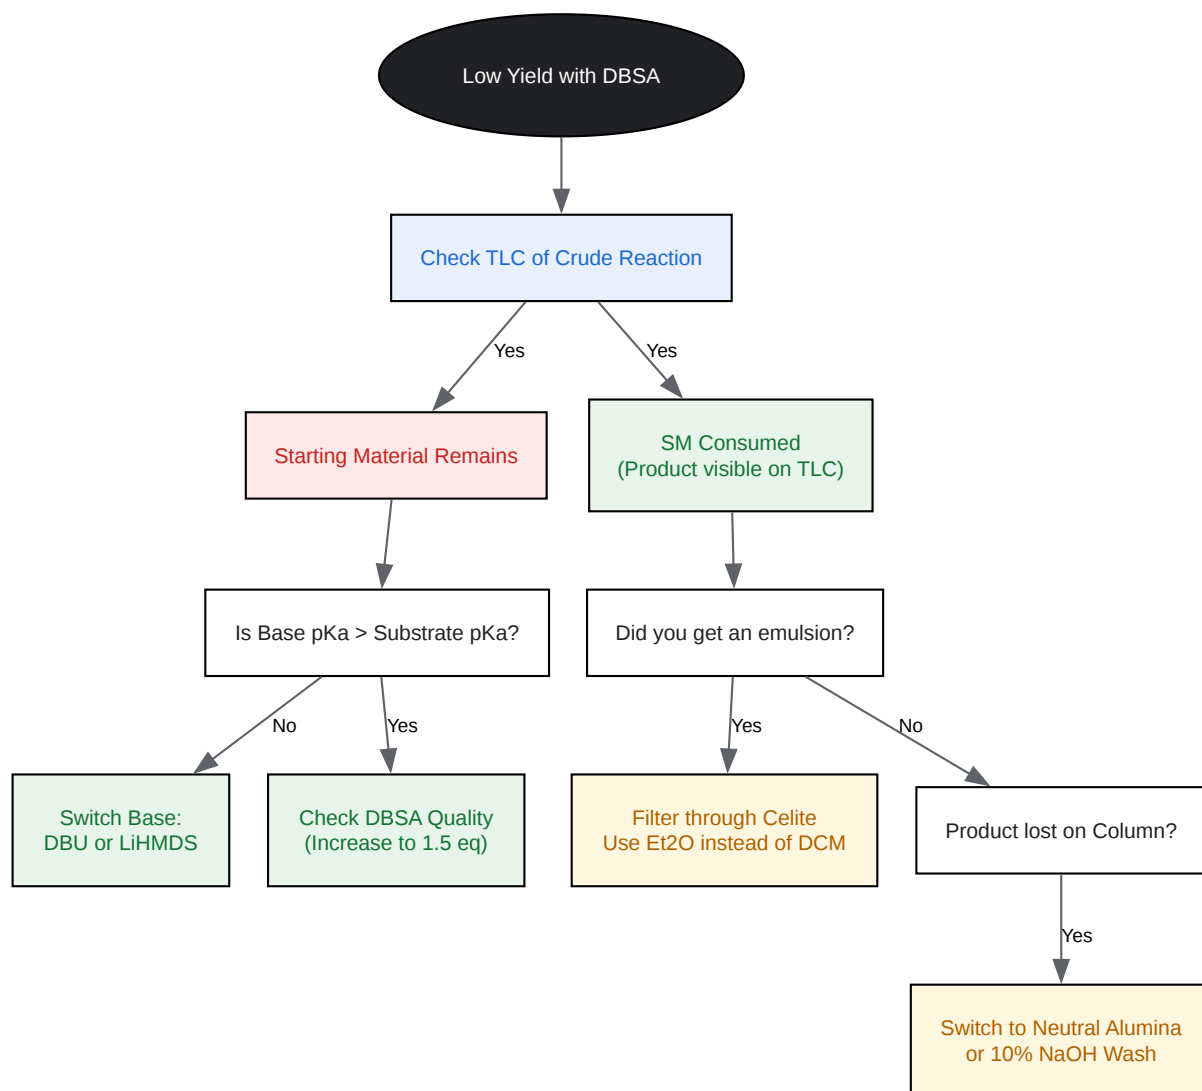 Low Yield with DBSA
Check TLC of Crude Reaction
Yes
Yes
Starting Material Remains
SM Consumed
(Product visible on TLC)
Is Base pKa > Substrate pKa?
Did you get an emulsion?
No
Yes
Yes
No
Switch Base:
DBU or LiHMDS
Check DBSA Quality
(Increase to 1.5 eq)
Filter through Celite
Use Et2O instead of DCM
Product lost on Column?
Yes
Switch to Neutral Alumina
or 10% NaOH Wash